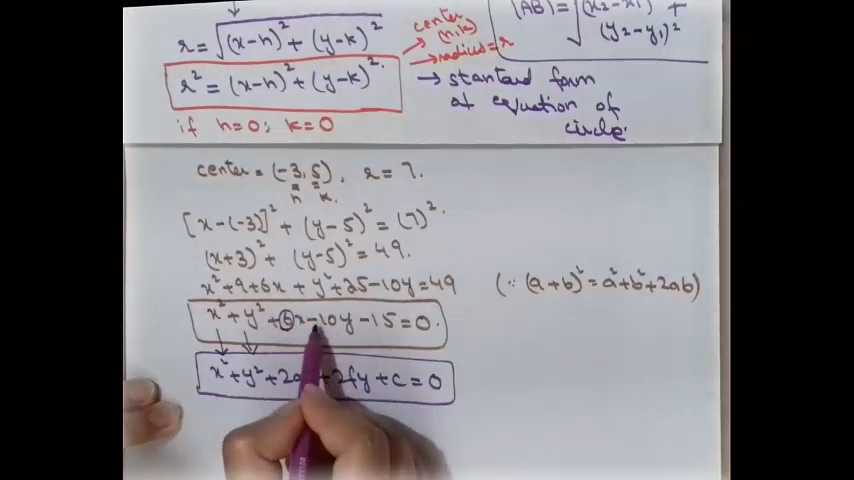 r = √(x-h)² + (y-k)²
center (h,k)
radius = r
r² = (x-h)² + (y-k)².
(AB) = √(x₂-x₁)² +
(y₂-y₁)²
→ standard form
of equation of
circle.
if h=0; k=0
center = (-3, 5), r = 7.
h k.
[x-(-3)]² + (y-5)² = (7)².
(x+3)² + (y-5)² = 49.
x²+9+6x + y²+25-10y=49
(∵ (a+b)² = a²+b²+2ab)
x² + y² + 6x - 10y - 15 = 0.
x² + y² + 2 + 2fy + c = 0